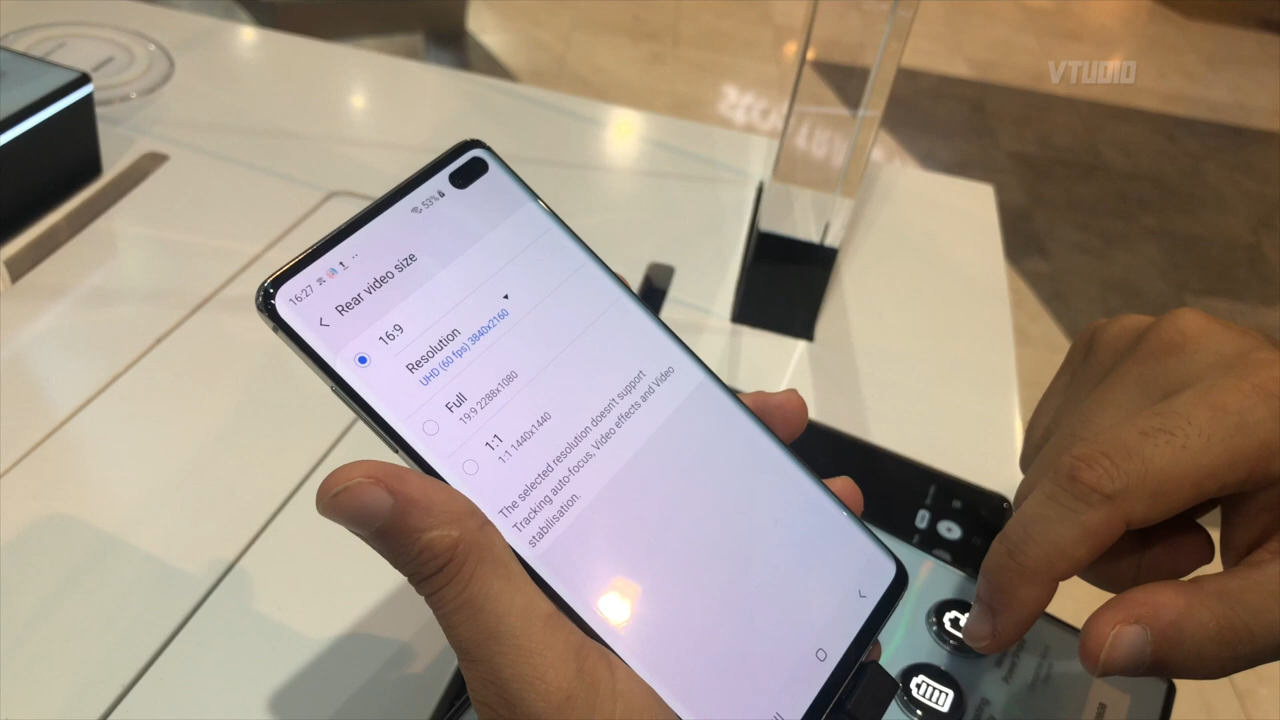 VTUDIO
53%
16:27
Rear video size
16:9
Resolution
UHD (60 fps) 3840x2160
Full
19:9 2288x1080
1:1
1:1 1440x1440
The selected resolution doesn't support
Tracking auto-focus, Video effects and Video
stabilisation.